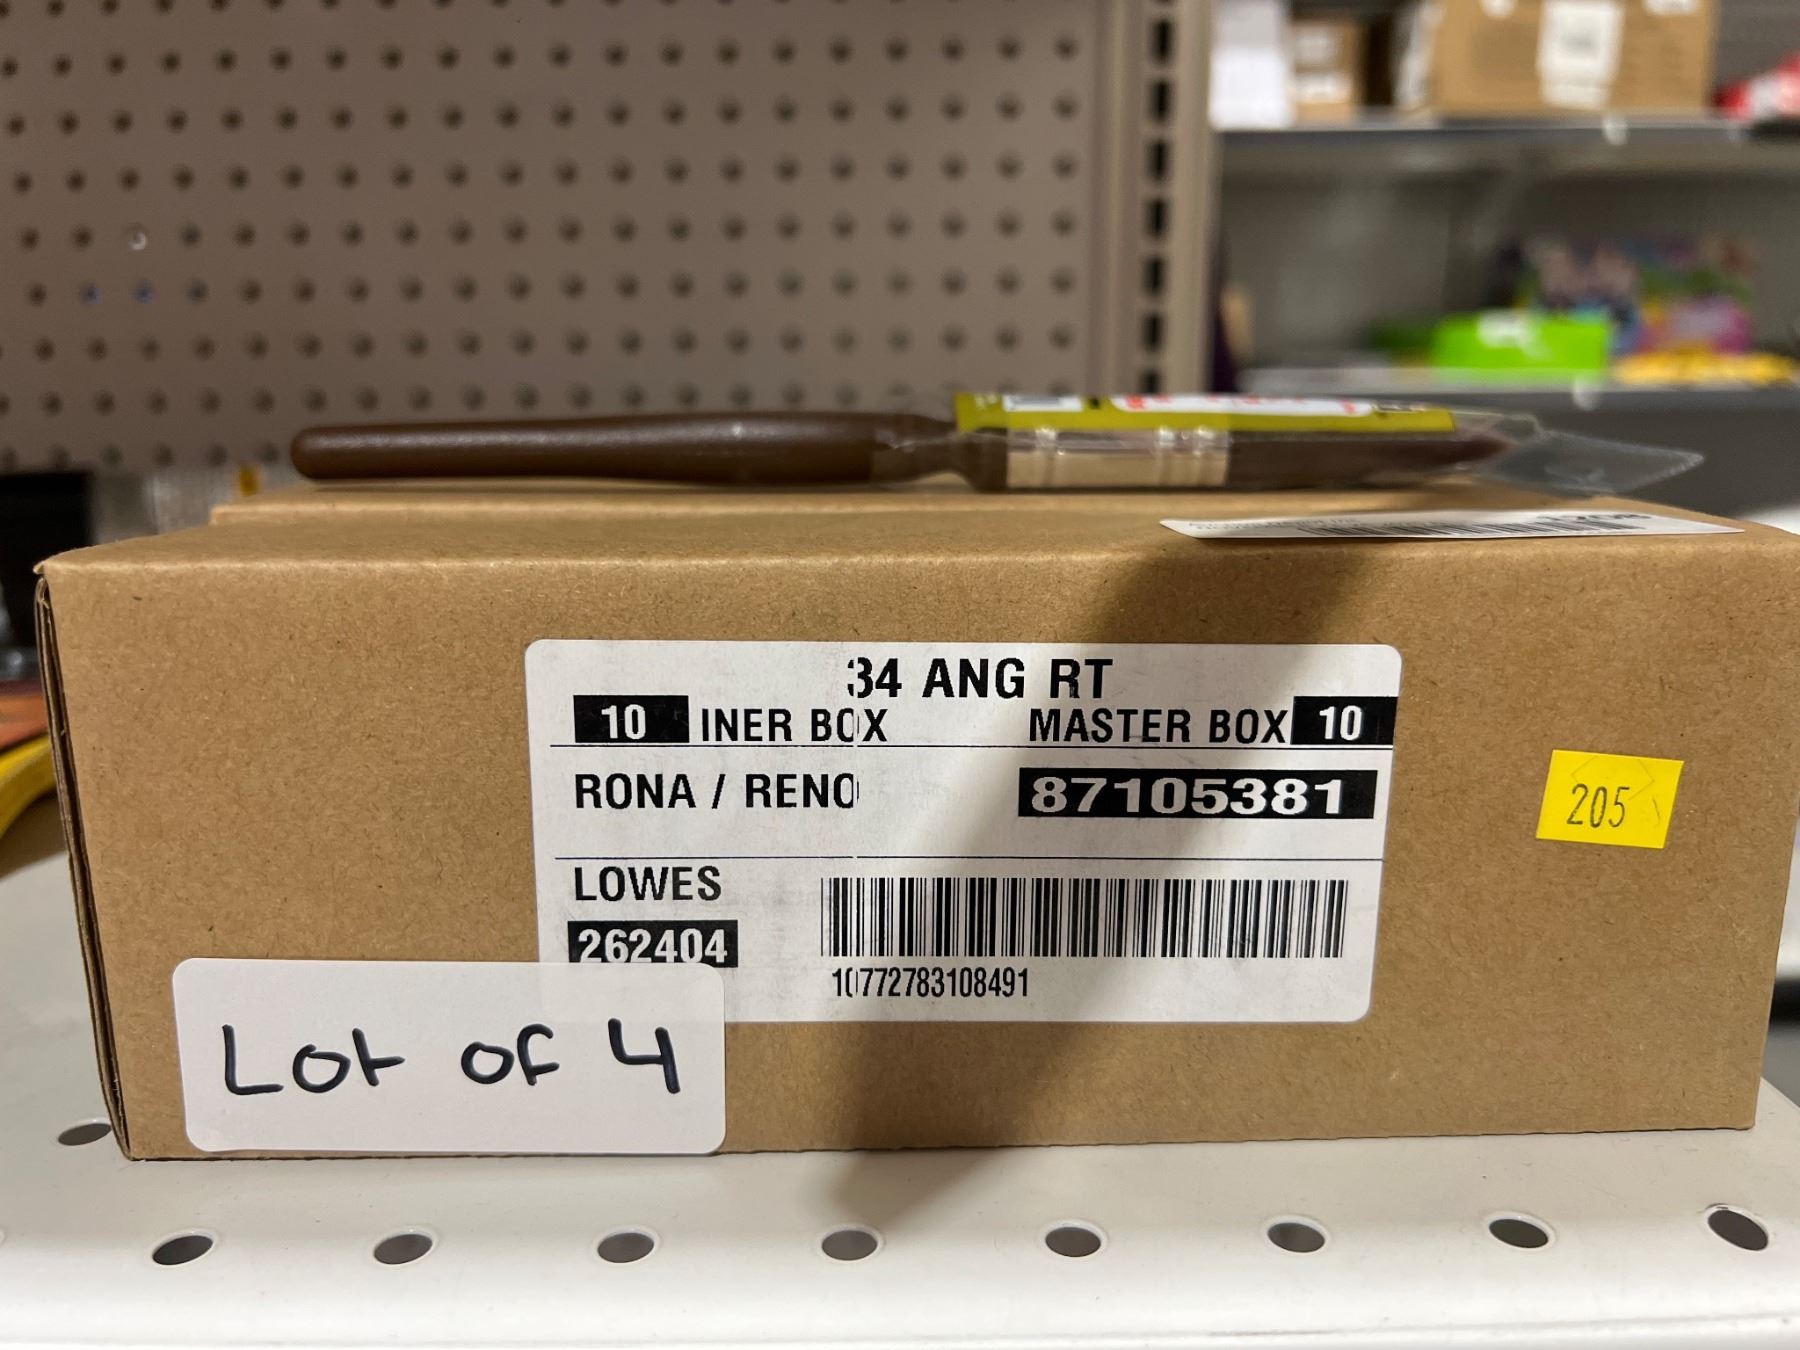 34 ANG RT
10 INER BOX MASTER BOX 10
RONA / RENO 87105381
205
LOWES
262404
10772783108491
Lot of 4